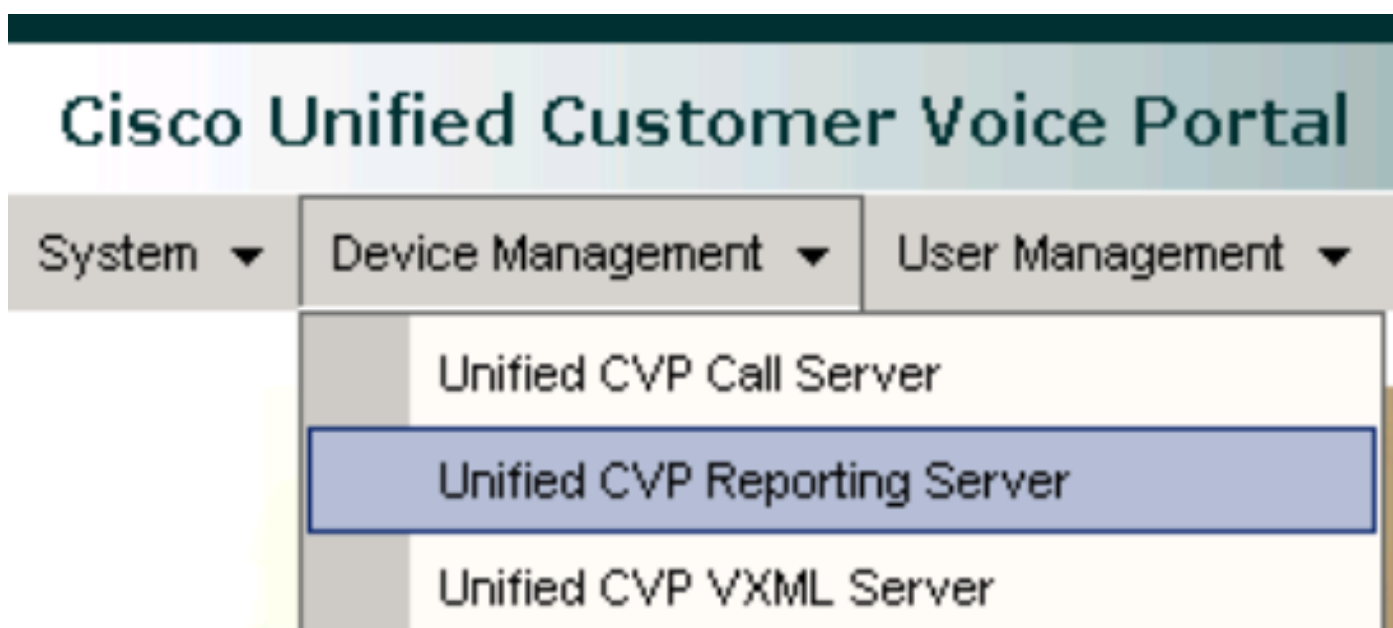 Cisco Unified Customer Voice Portal
System Device Management User Management
Unified CVP Call Server
Unified CVP Reporting Server
Unified CVP VXML Server